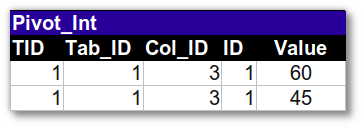 Pivot_Int
TID Tab_ID Col_ID ID Value
1 1 3 1 60
1 1 3 1 45